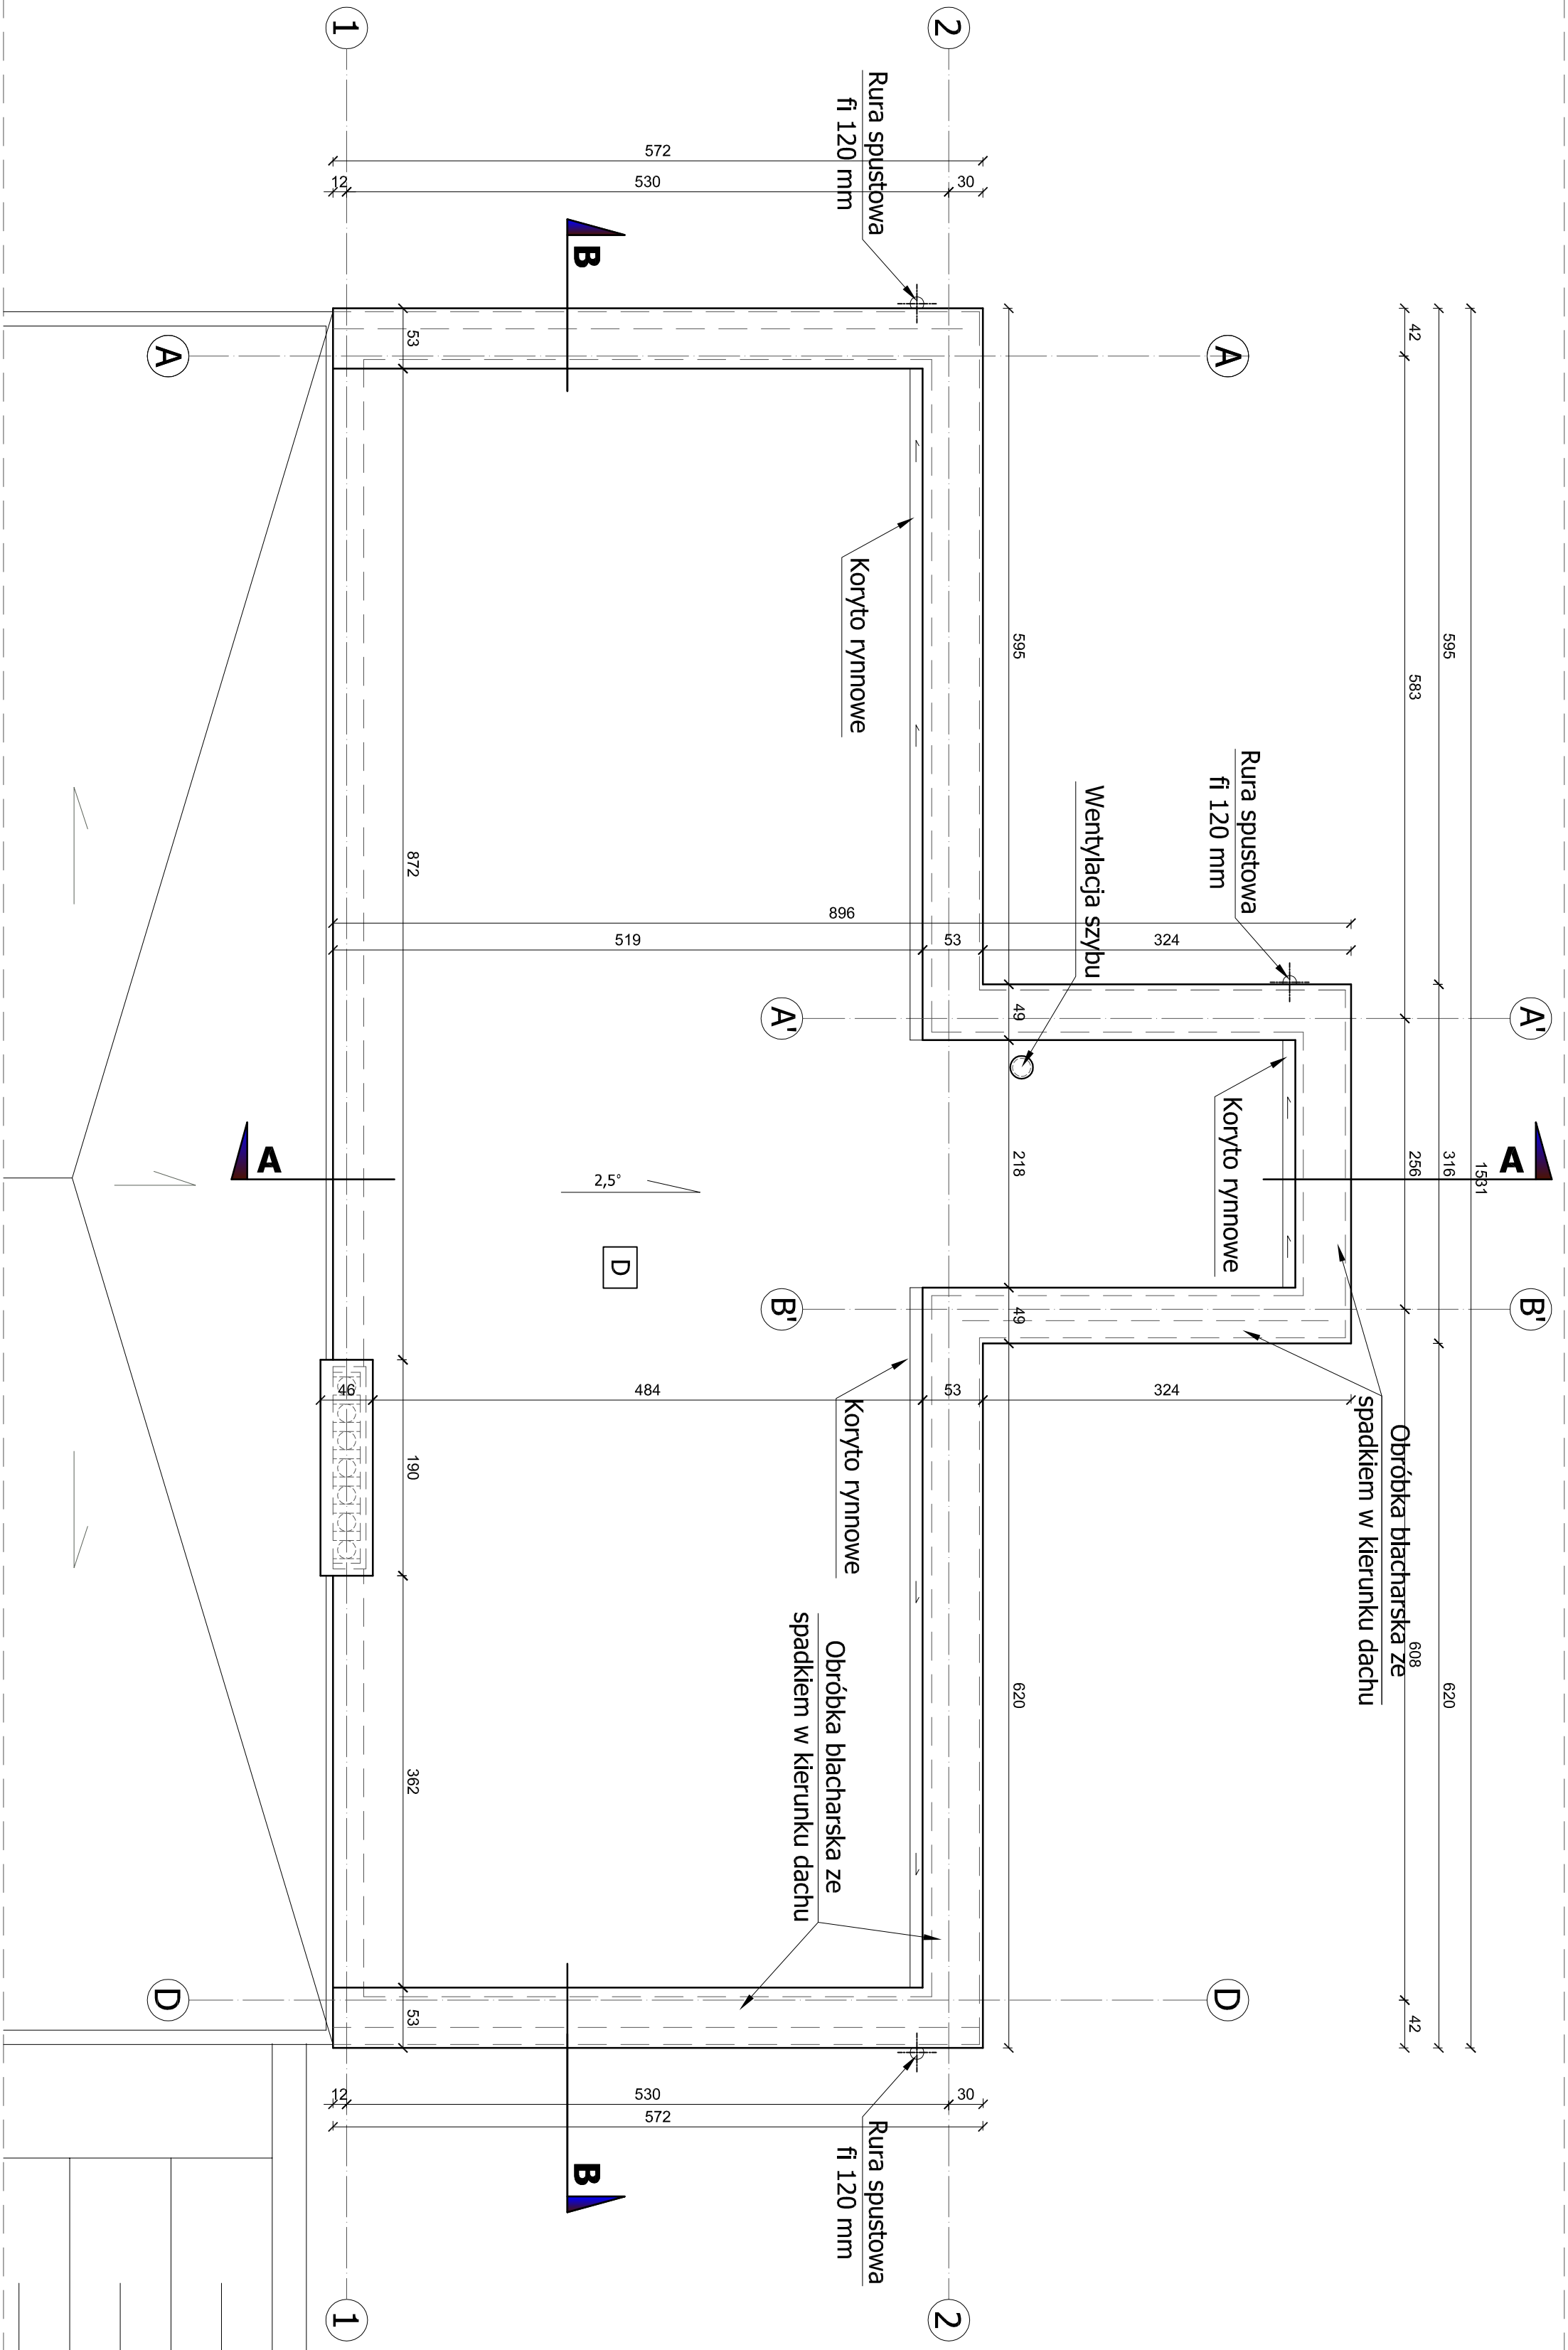 1
2
Rura spustowa
fi 120 mm
572
12
530
30
B
A
A
53
42
595
583
595
1531
316
256
Koryto rynnowe
872
Rura spustowa
fi 120 mm
Wentylacja szybu
896
519
53
324
A'
A'
49
218
49
Koryto rynnowe
A
A
2,5°
D
B'
B'
46
484
53
324
190
Koryto rynnowe
Obróbka blacharska ze
spadkiem w kierunku dachu
608
620
620
Obróbka blacharska ze
spadkiem w kierunku dachu
362
D
D
53
42
12
530
30
572
B
Rura spustowa
fi 120 mm
1
2